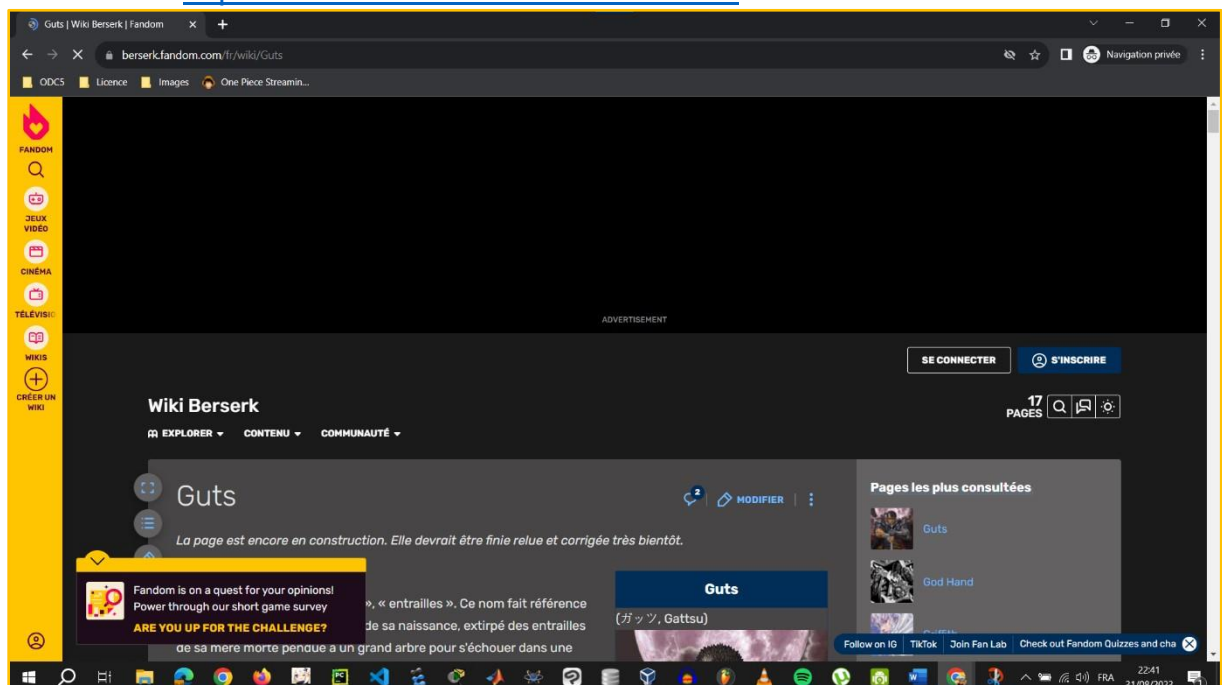 Guts | Wiki Berserk | Fandom
berserk.fandom.com/fr/wiki/Guts
Navigation privée
ODC5
Licence
Images
One Piece Streamin...
FANDOM
JEUX
VIDÉO
CINÉMA
TÉLÉVISIO
WIKIS
CRÉER UN
WIKI
ADVERTISEMENT
SE CONNECTER
S'INSCRIRE
Wiki Berserk
17
PAGES
EXPLORER
CONTENU
COMMUNAUTÉ
Guts
2
MODIFIER
La page est encore en construction. Elle devrait être finie relue et corrigée très bientôt.
», « entrailles ». Ce nom fait référence
de sa naissance, extirpé des entrailles
de sa mère morte pendue à un grand arbre pour s'échouer dans une
Guts
(ガッツ, Gattsu)
Pages les plus consultées
Guts
God Hand
Fandom is on a quest for your opinions!
Power through our short game survey
ARE YOU UP FOR THE CHALLENGE?
Follow on IG
TikTok
Join Fan Lab
Check out Fandom Quizzes and cha
FRA
22:41
31/08/2023